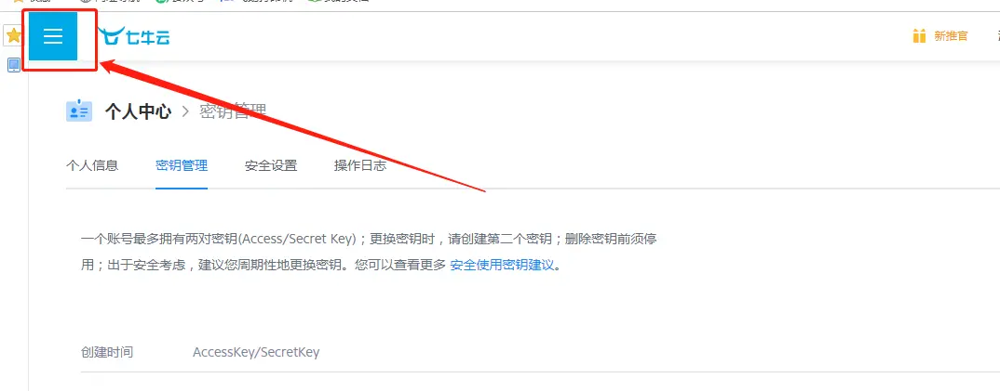 七牛云
新推官
个人中心 > 密钥管理
个人信息 密钥管理 安全设置 操作日志
一个账号最多拥有两对密钥(Access/Secret Key)；更换密钥时，请创建第二个密钥；删除密钥前须停
用；出于安全考虑，建议您周期性地更换密钥。您可以查看更多 安全使用密钥建议。
创建时间 AccessKey/SecretKey